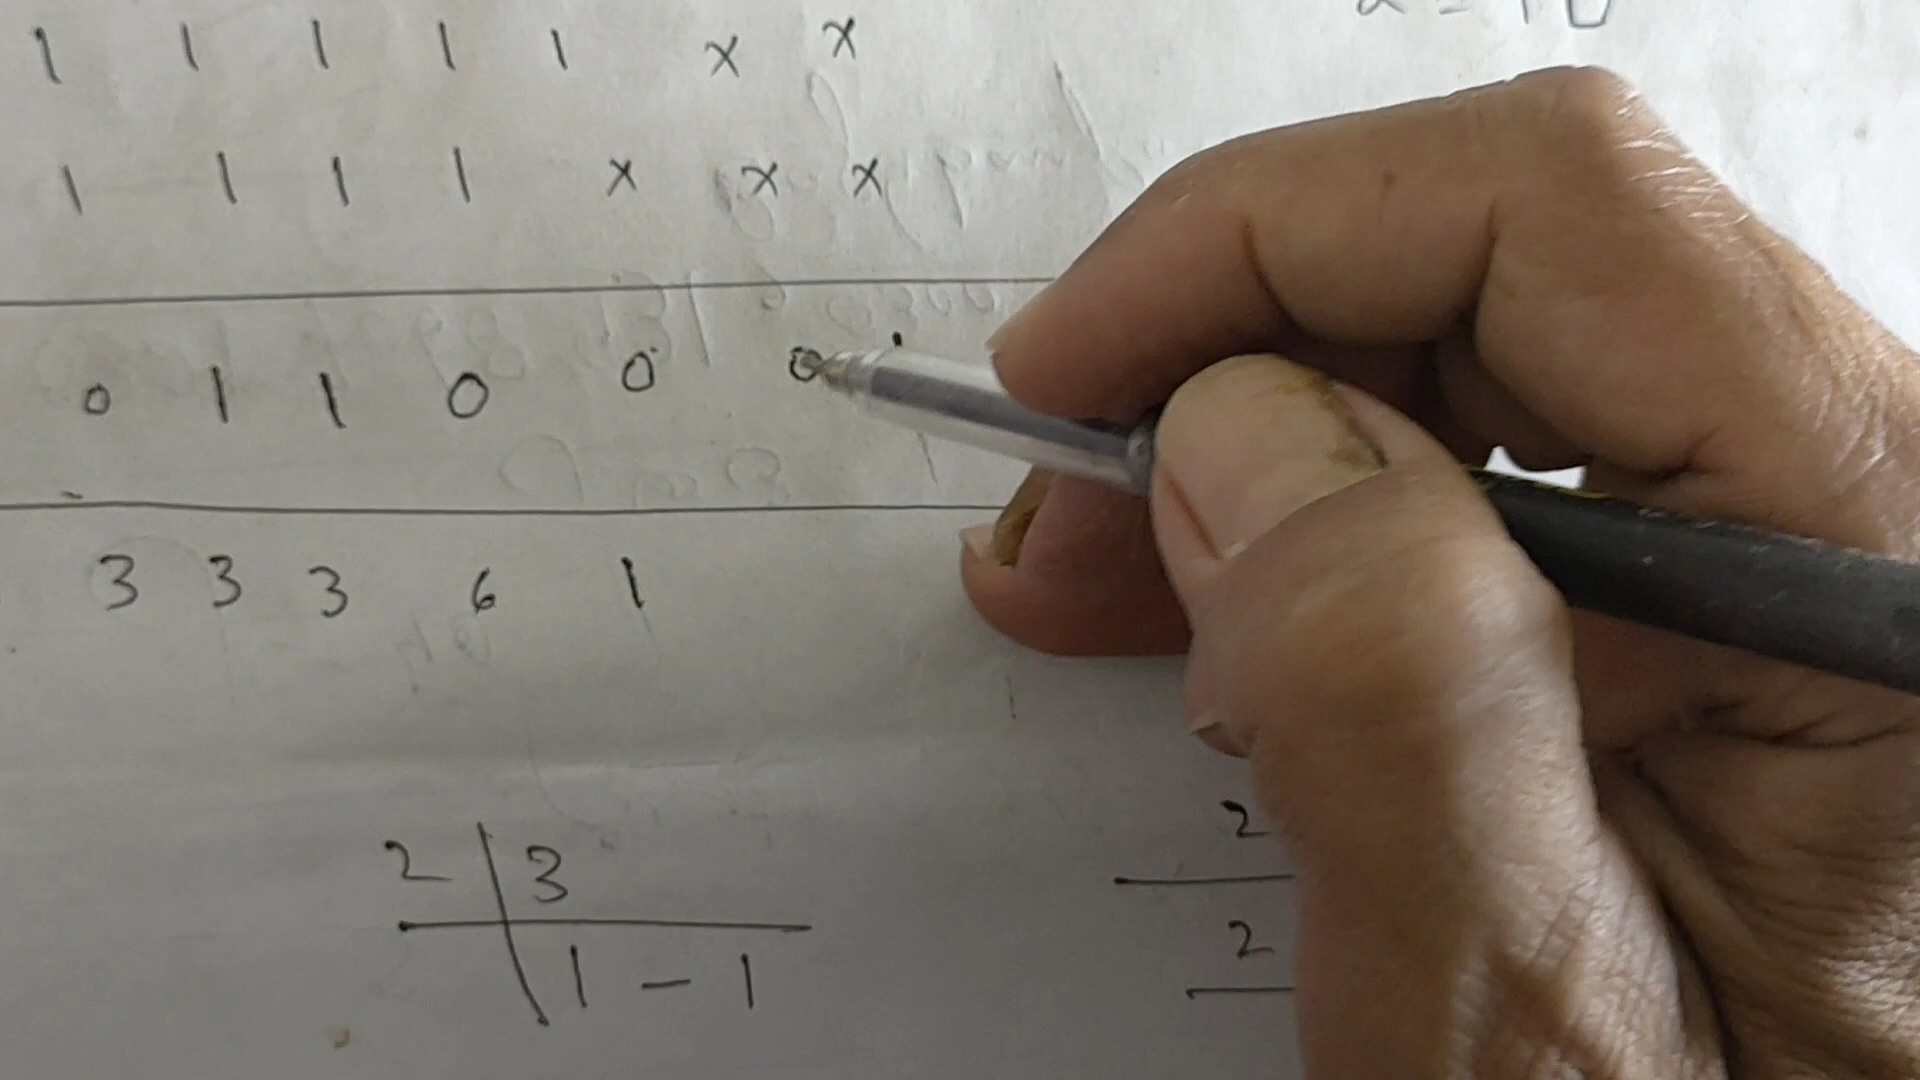 1 1 1 1 1 x x
1 1 1 1 x x x
0 1 1 0 0 0 1
3 3 3 6 1
2 3
1 - 1
2
2